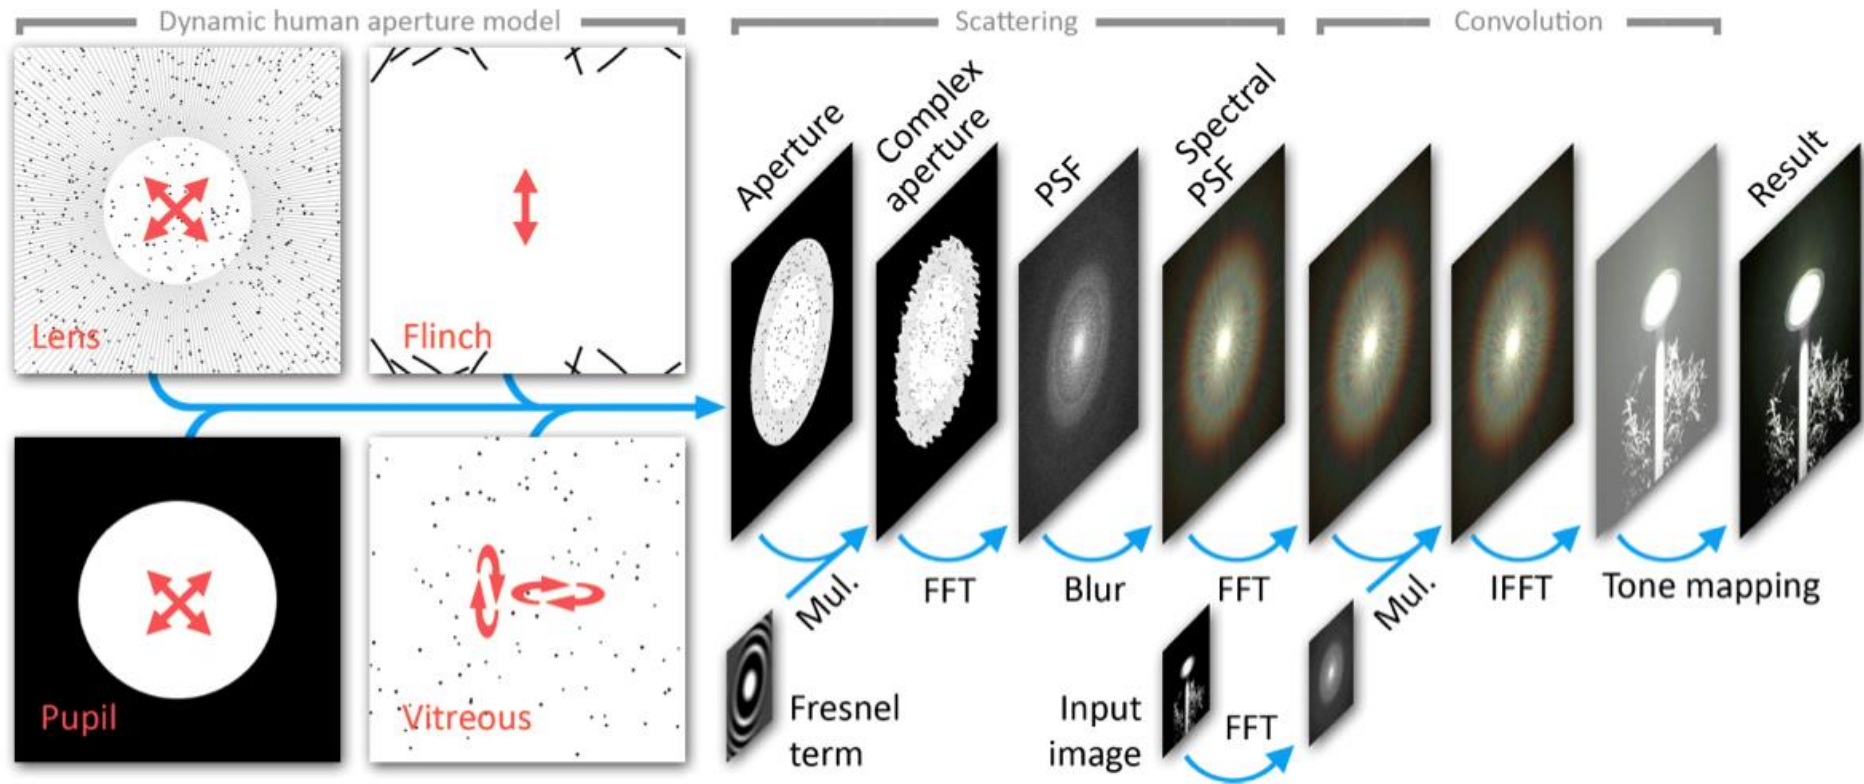 Dynamic human aperture model
Scattering
Convolution
Lens
Flinch
Pupil
Vitreous
Aperture
Complex
aperture
PSF
Spectral
PSF
Result
Mul.
FFT
Blur
FFT
Mul.
IFFT
Tone mapping
Fresnel
term
Input
image
FFT